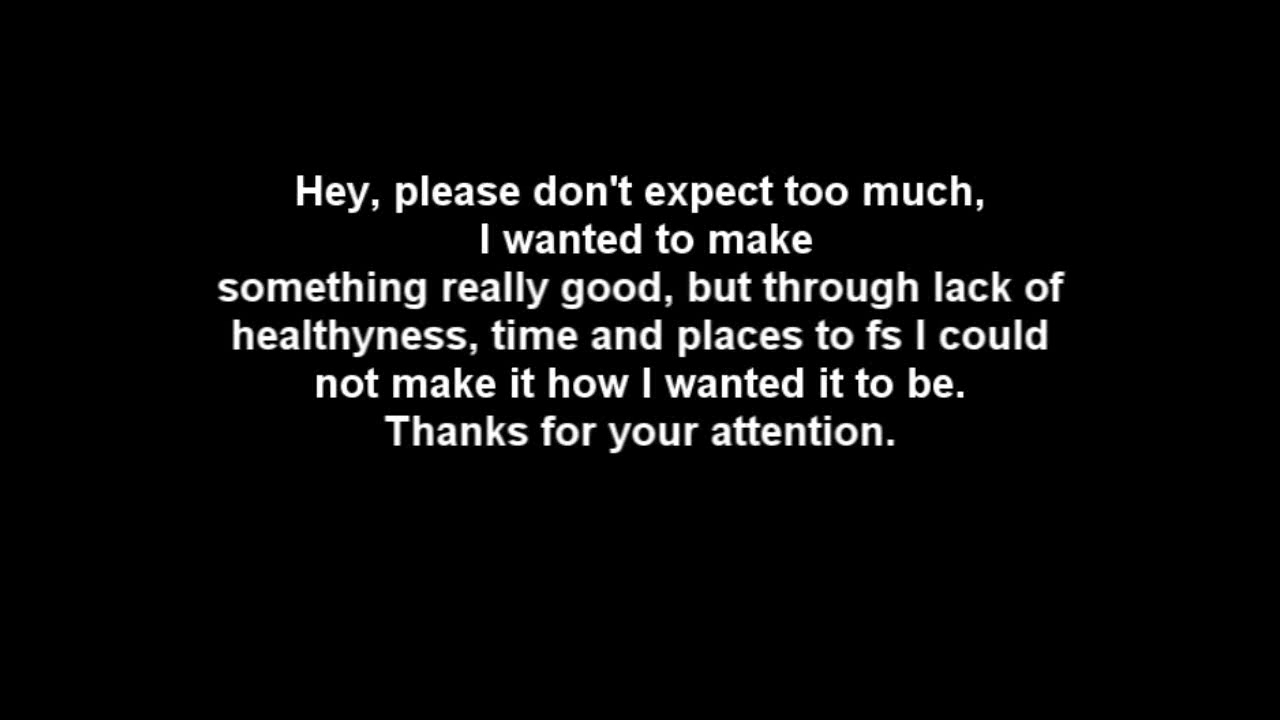 Hey, please don't expect too much,
I wanted to make
something really good, but through lack of
healthyness, time and places to fs I could
not make it how I wanted it to be.
Thanks for your attention.